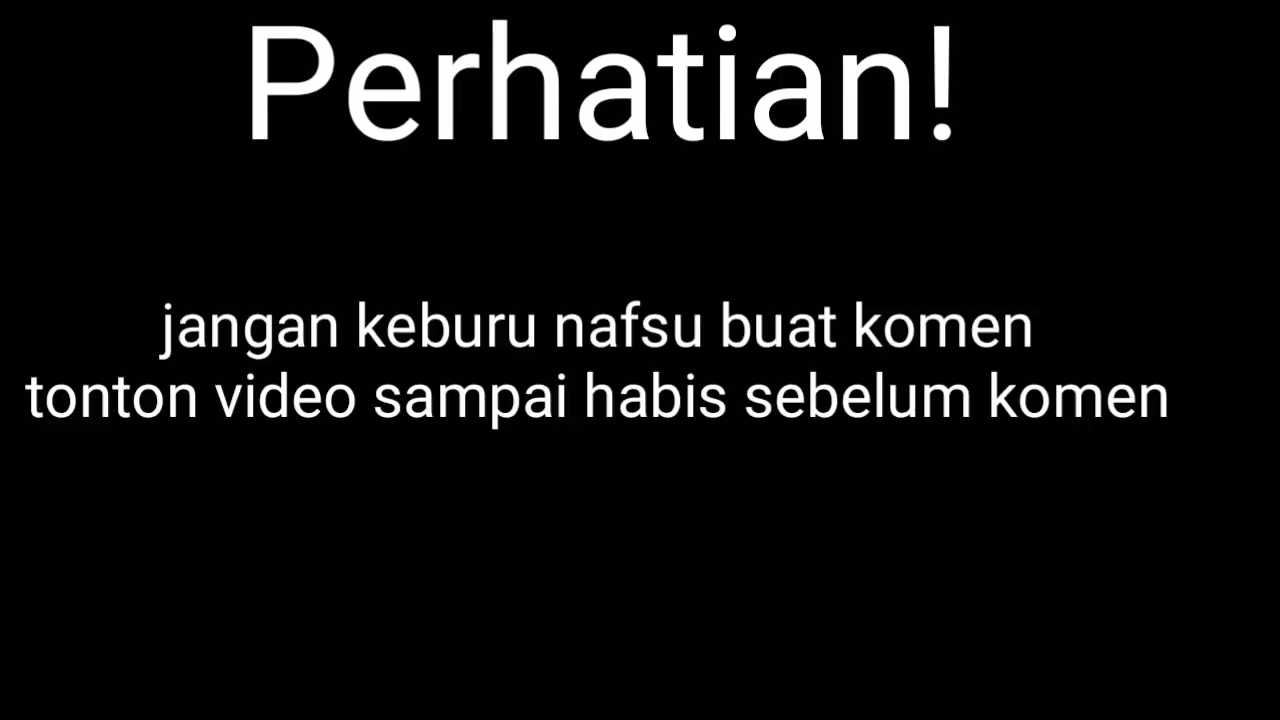 Perhatian!
jangan keburu nafsu buat komen
tonton video sampai habis sebelum komen